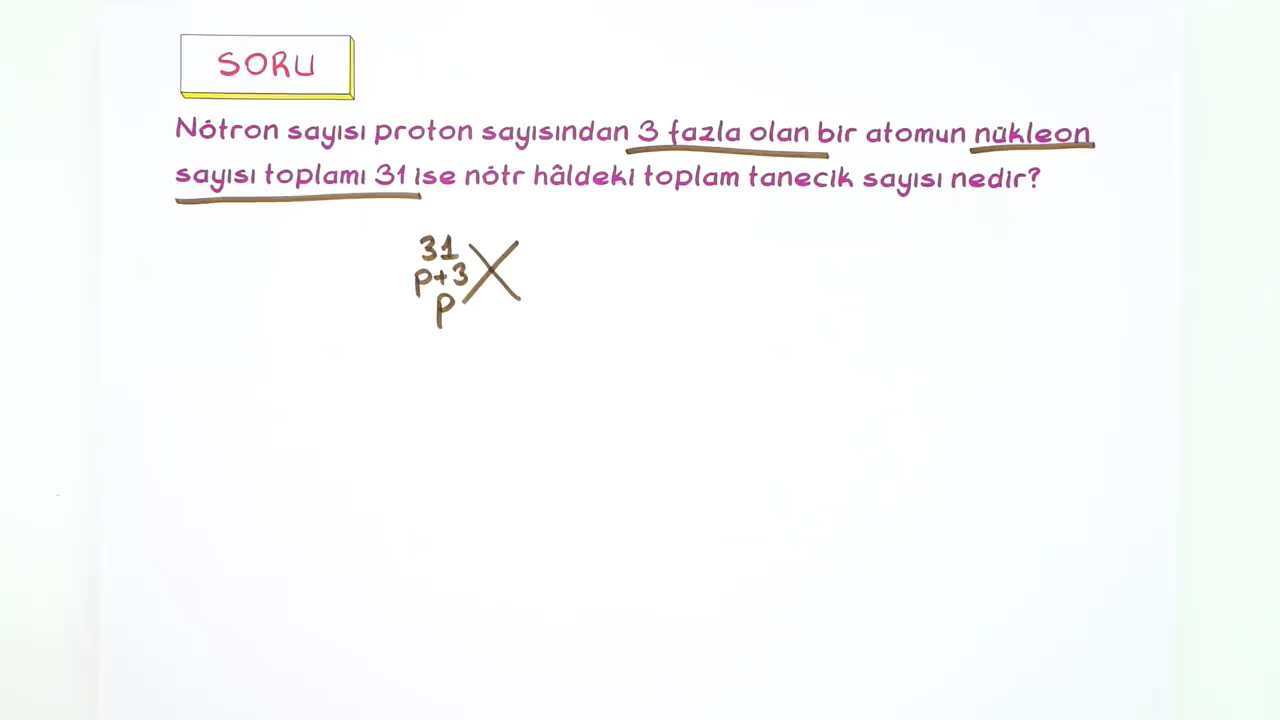 SORU
Nötron sayısı proton sayısından 3 fazla olan bir atomun nükleon
sayısı toplamı 31 ise nötr hâldeki toplam tanecik sayısı nedir?
31
p+3 X
p